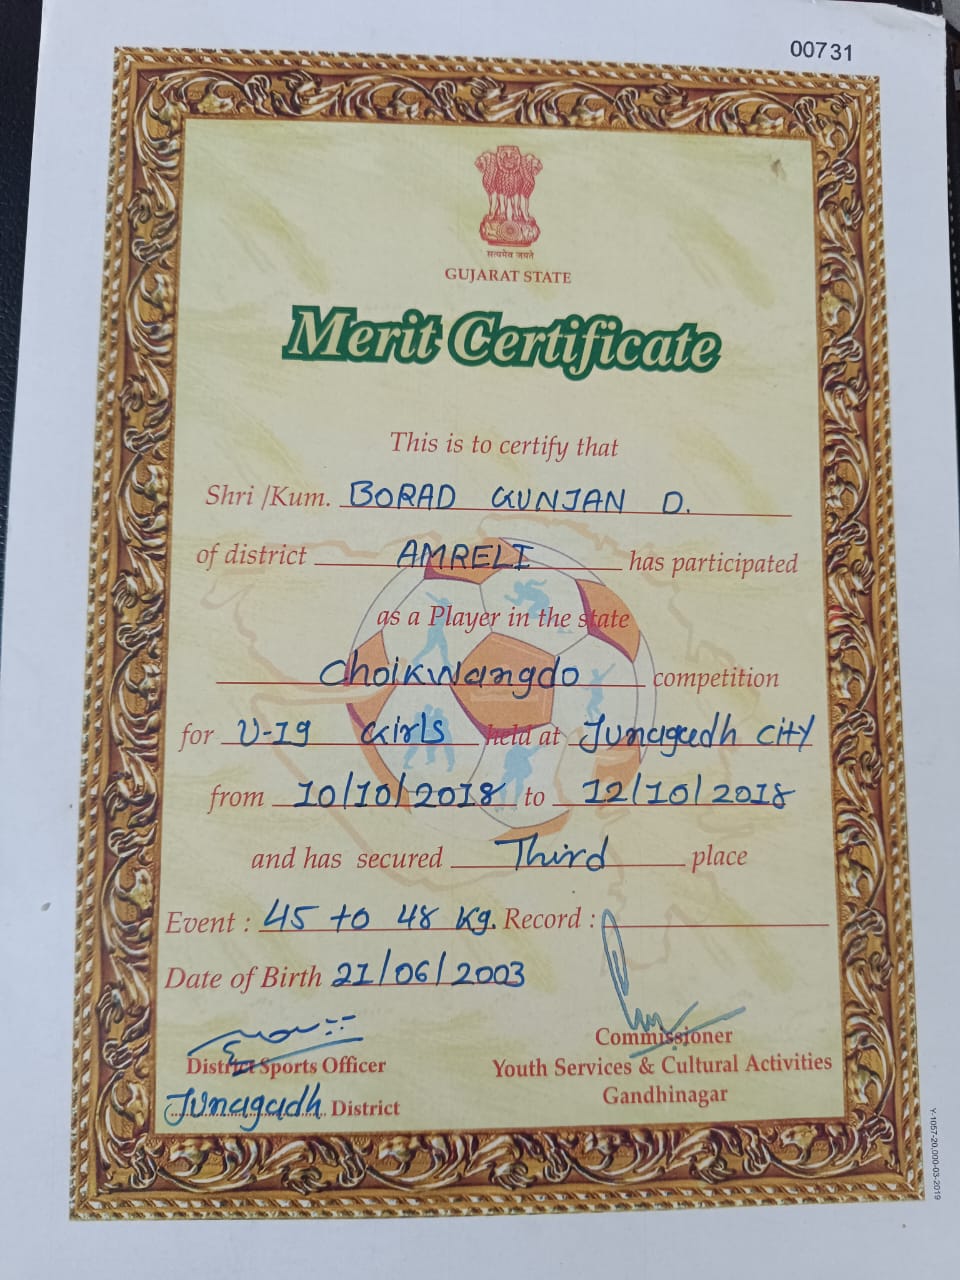 00731
सत्यमेव जयते
GUJARAT STATE
Merit Certificate
This is to certify that
Shri /Kum. BORAD GUNJAN D.
of district AMRELI has participated
as a Player in the state
Choikwangdo competition
for U-19 Girls held at Junagadh City
from 10/10/2018 to 12/10/2018
and has secured Third place
Event : 45 to 48 Kg. Record :
Date of Birth 21/06/2003
District Sports Officer
Junagadh District
Commissioner
Youth Services & Cultural Activities
Gandhinagar
Y-1057-20,000-03-2019